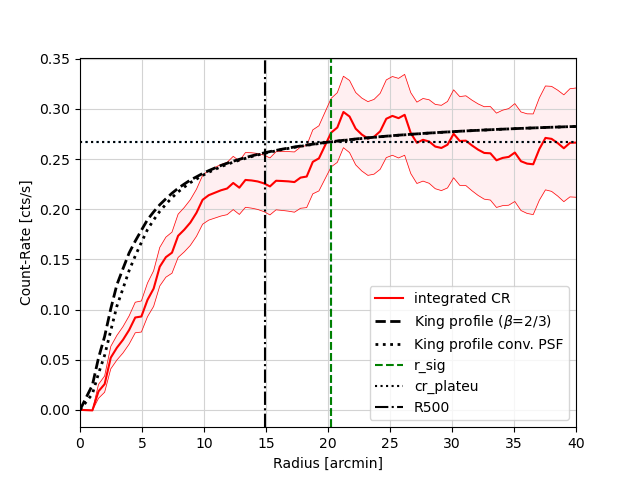 0.35
0.30
0.25
0.20
0.15
0.10
0.05
0.00
Count-Rate [cts/s]
integrated CR
King profile (β=2/3)
King profile conv. PSF
r_sig
cr_plateu
R500
0 5 10 15 20 25 30 35 40
Radius [arcmin]